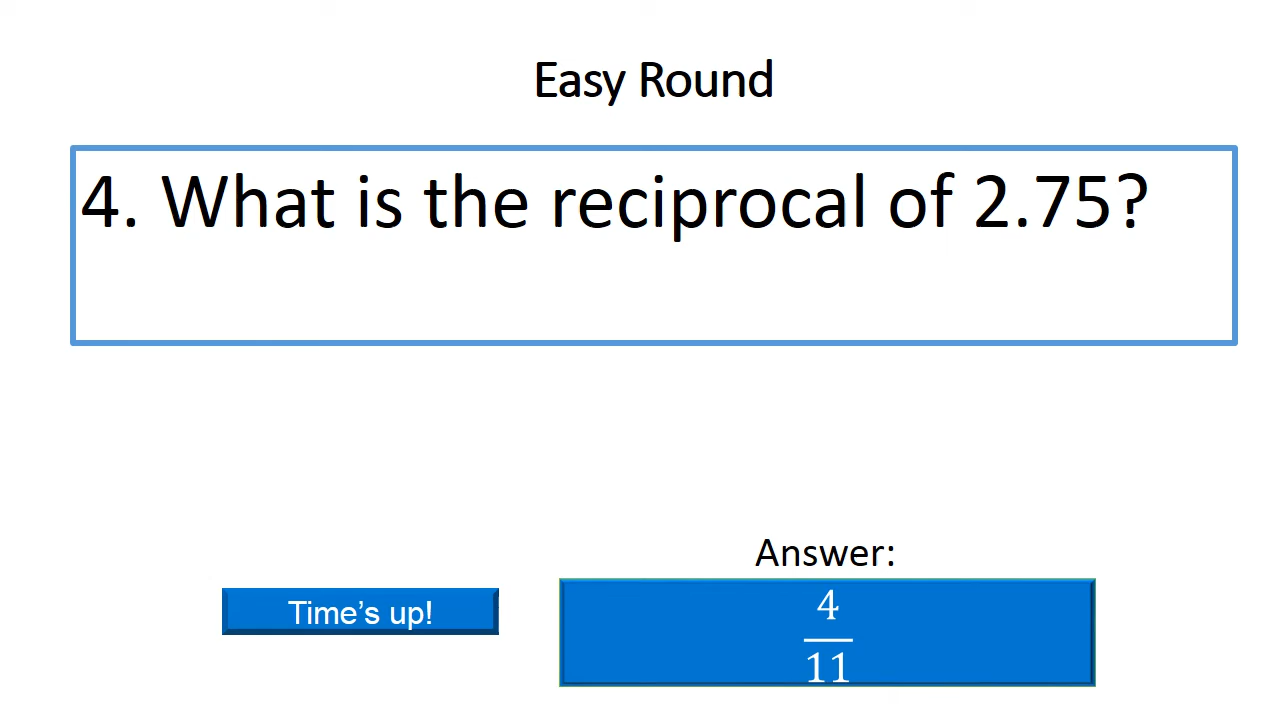 Easy Round
4. What is the reciprocal of 2.75?
Answer:
Time’s up!
4
11